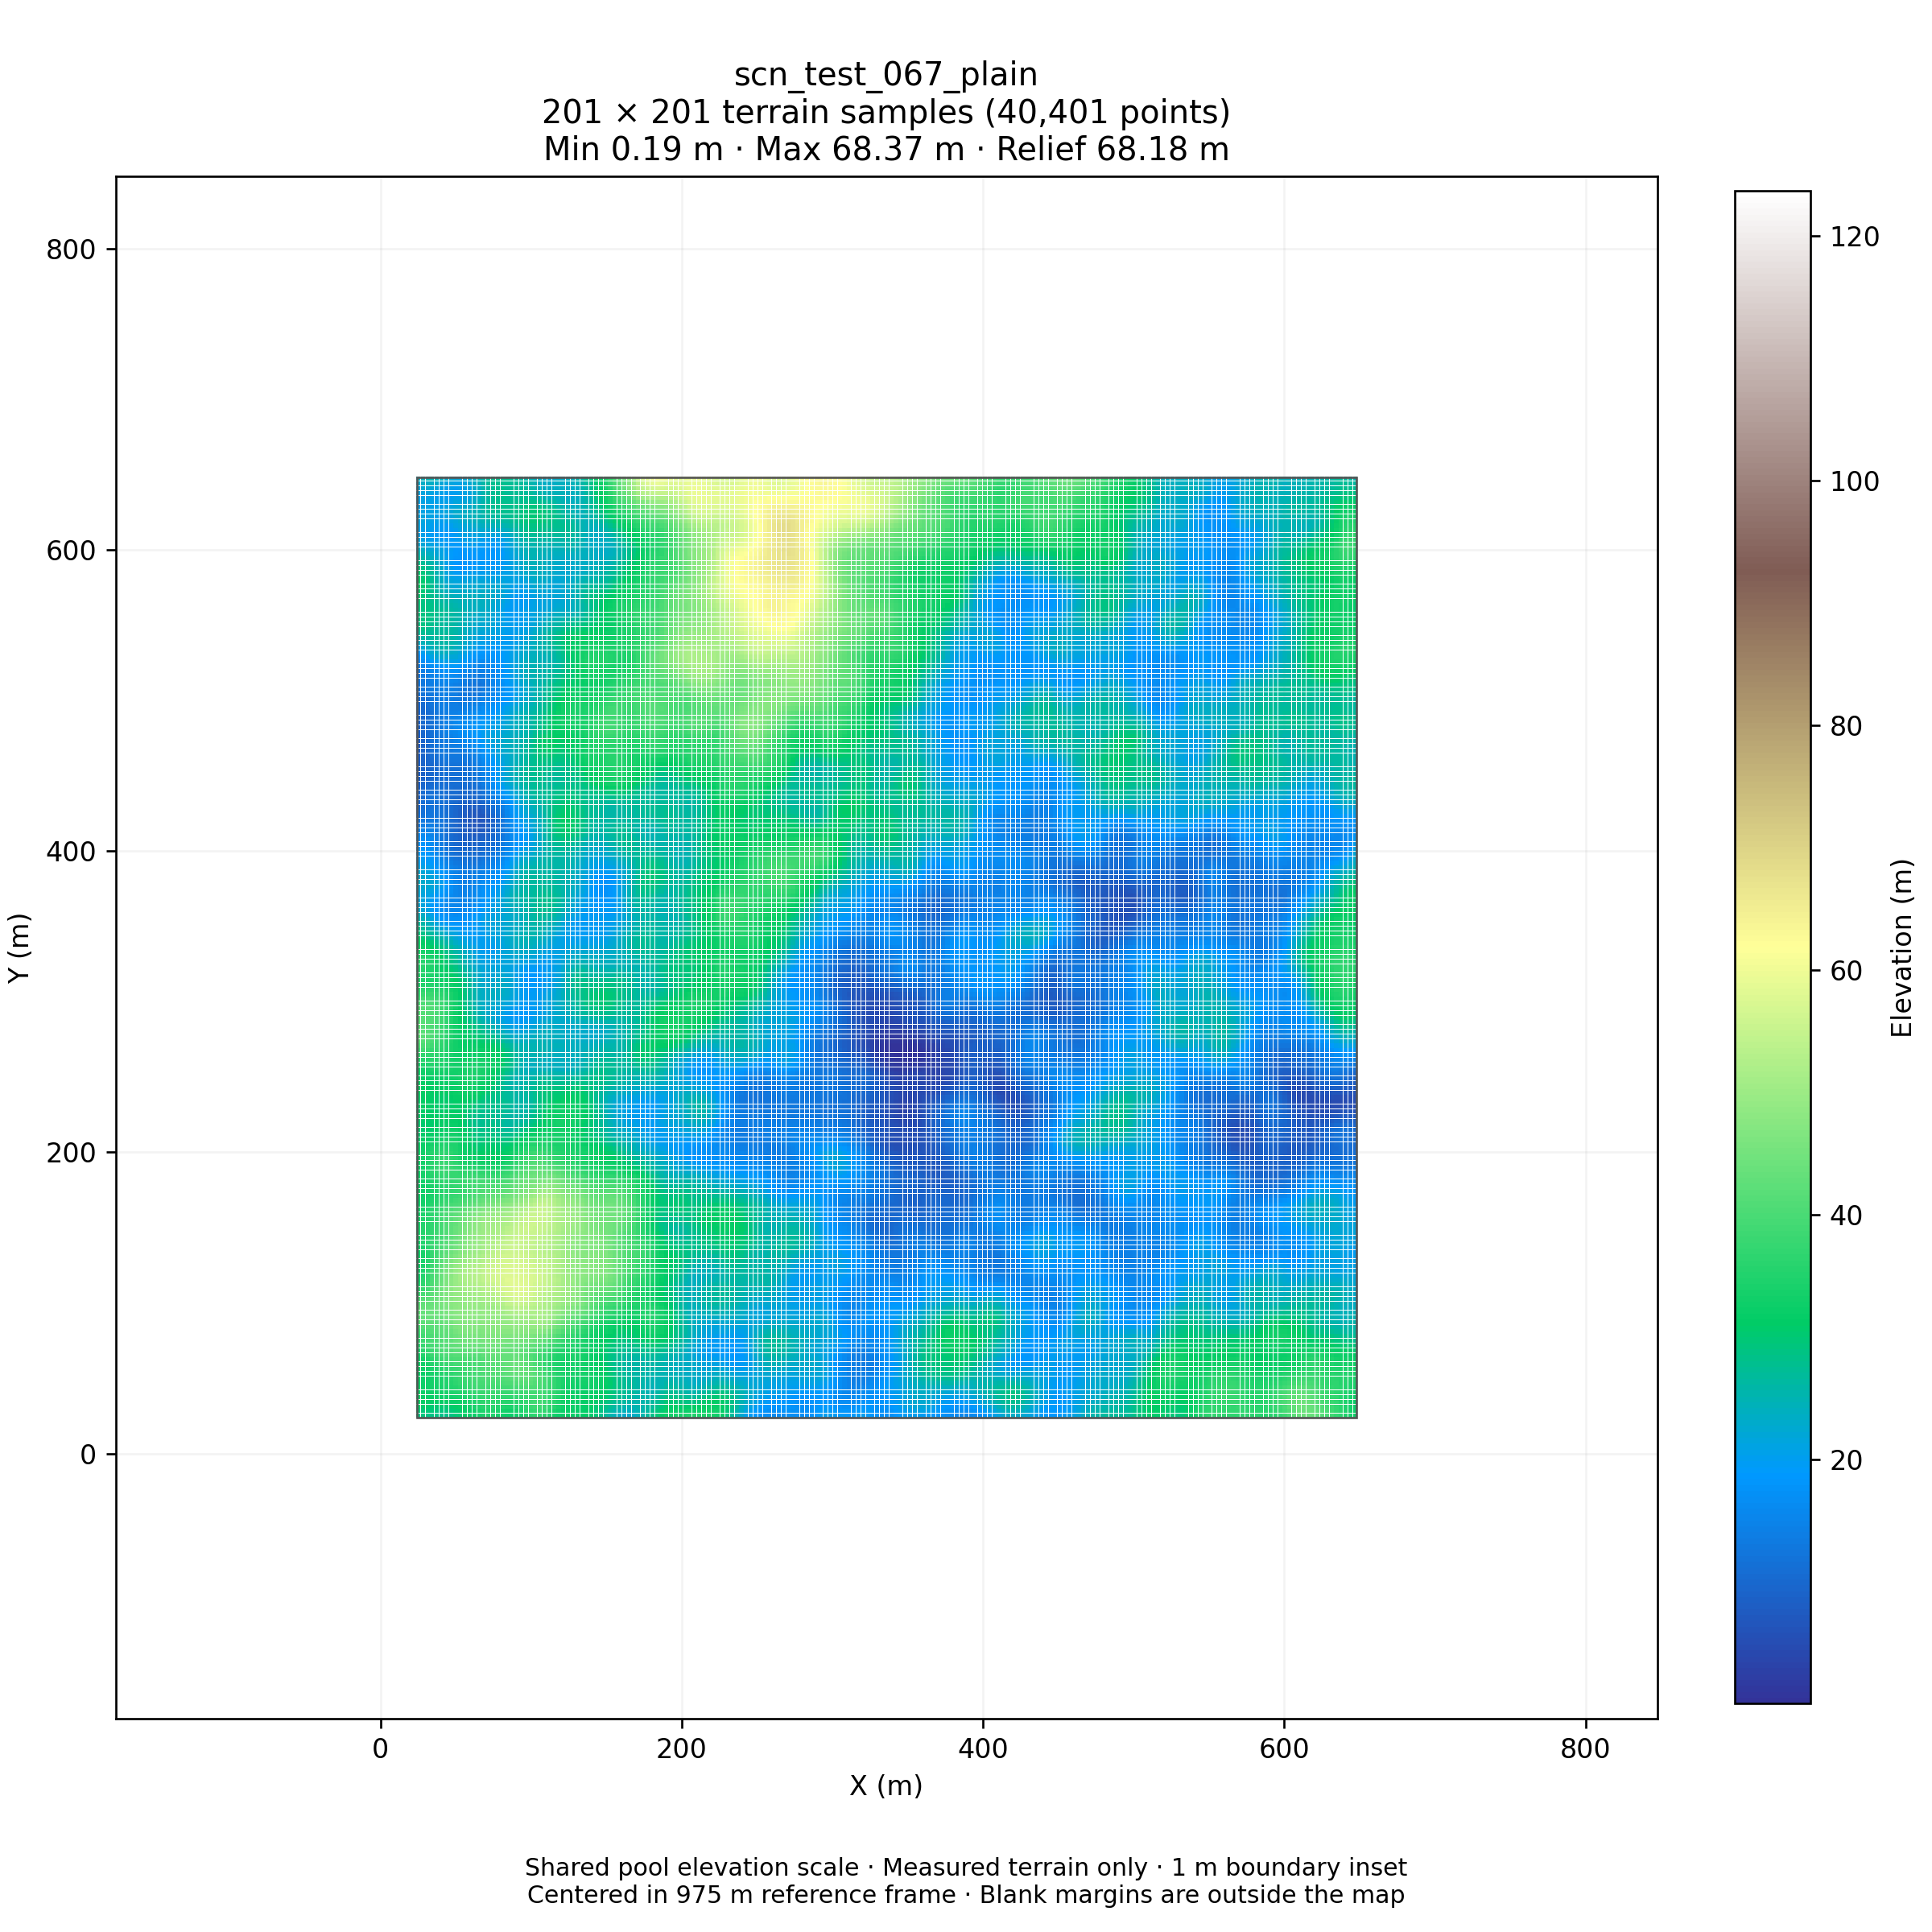 scn_test_067_plain
201 × 201 terrain samples (40,401 points)
Min 0.19 m · Max 68.37 m · Relief 68.18 m
800
600
400
200
0
Y (m)
0
200
400
600
800
X (m)
120
100
80
60
40
20
Elevation (m)
Shared pool elevation scale · Measured terrain only · 1 m boundary inset
Centered in 975 m reference frame · Blank margins are outside the map